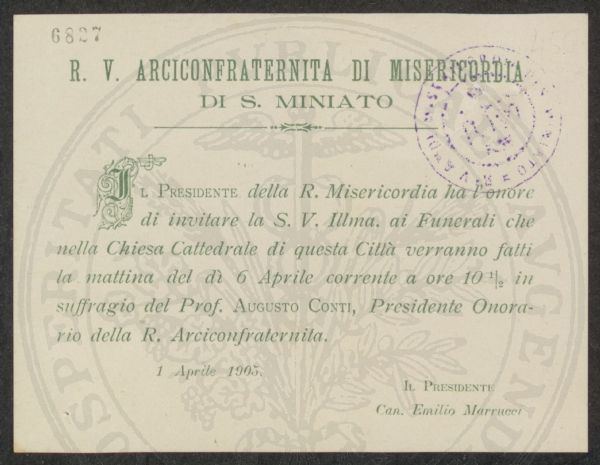 6827
R. V. ARCICONFRATERNITA DI MISERICORDIA
DI S. MINIATO
IL PRESIDENTE della R. Misericordia ha l'onore
di invitare la S. V. Illma. ai Funerali che
nella Chiesa Cattedrale di questa Città verranno fatti
la mattina del dì 6 Aprile corrente a ore 10 1/2 in
suffragio del Prof. AUGUSTO CONTI, Presidente Onora-
rio della R. Arciconfraternita.
1 Aprile 1905.
IL PRESIDENTE
Can. Emilio Marrucci